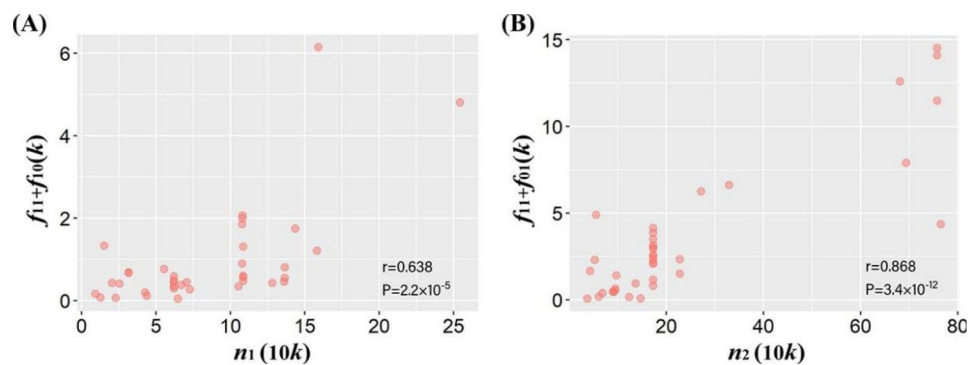 (A)
6
4
2
0
f₁₁+f₁₀(k)
0
5
10
15
20
25
n₁ (10k)
r=0.638
P=2.2×10⁻⁵
(B)
15
10
5
0
f₁₁+f₀₁(k)
20
40
60
80
n₂ (10k)
r=0.868
P=3.4×10⁻¹²